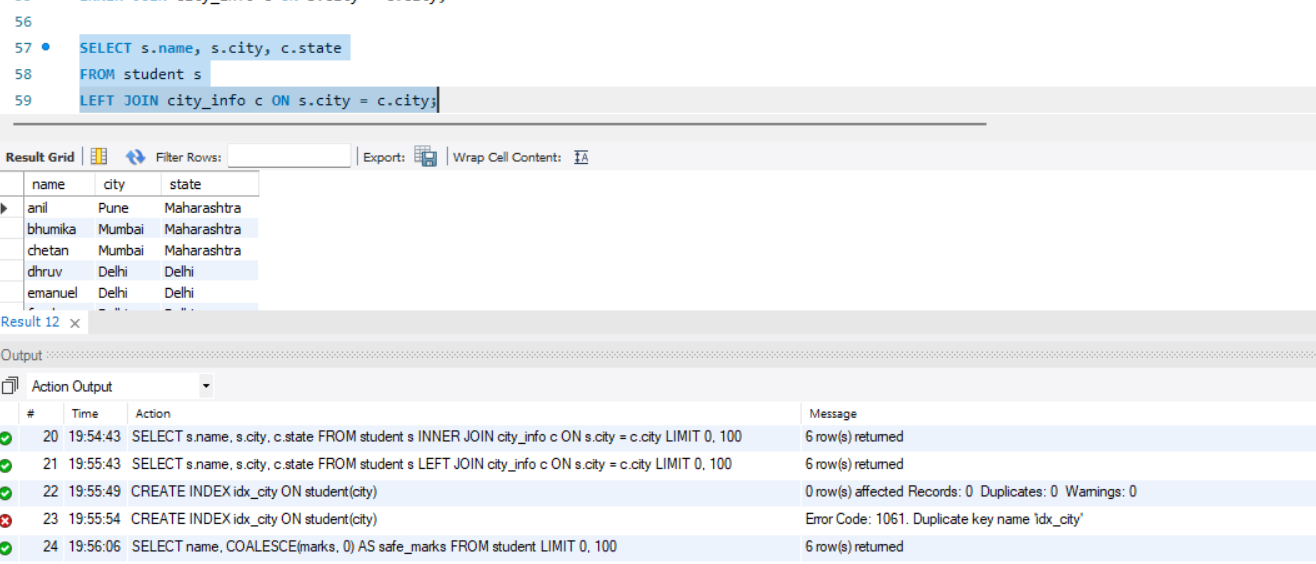 56
57 SELECT s.name, s.city, c.state
58 FROM student s
59 LEFT JOIN city_info c ON s.city = c.city;
Result Grid Filter Rows: Export: Wrap Cell Content: IA
name city state
anil Pune Maharashtra
bhumika Mumbai Maharashtra
chetan Mumbai Maharashtra
dhruv Delhi Delhi
emanuel Delhi Delhi
Result 12
Output
Action Output
# Time Action Message
20 19:54:43 SELECT s.name, s.city, c.state FROM student s INNER JOIN city_info c ON s.city = c.city LIMIT 0, 100 6 row(s) returned
21 19:55:43 SELECT s.name, s.city, c.state FROM student s LEFT JOIN city_info c ON s.city = c.city LIMIT 0, 100 6 row(s) returned
22 19:55:49 CREATE INDEX idx_city ON student(city) 0 row(s) affected Records: 0 Duplicates: 0 Warnings: 0
23 19:55:54 CREATE INDEX idx_city ON student(city) Error Code: 1061. Duplicate key name 'idx_city'
24 19:56:06 SELECT name, COALESCE(marks, 0) AS safe_marks FROM student LIMIT 0, 100 6 row(s) returned